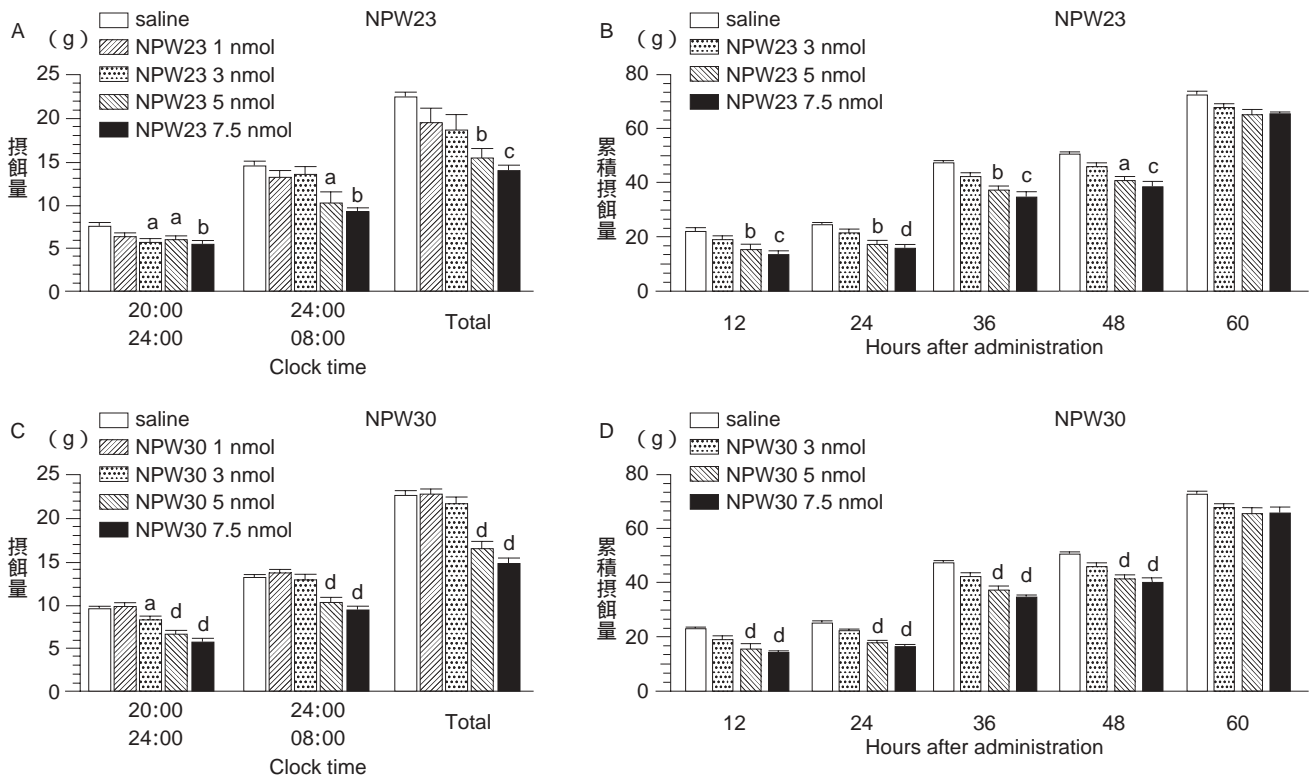 A (g)
saline
NPW23 1 nmol
NPW23 3 nmol
NPW23 5 nmol
NPW23 7.5 nmol
NPW23
摂餌量
25
20
15
10
5
0
a a b
a b
b c
20:00 24:00 Total
24:00 08:00
Clock time
B (g)
saline
NPW23 3 nmol
NPW23 5 nmol
NPW23 7.5 nmol
NPW23
累積摂餌量
80
60
40
20
0
b c
b d
b c
a c
12 24 36 48 60
Hours after administration
C (g)
saline
NPW30 1 nmol
NPW30 3 nmol
NPW30 5 nmol
NPW30 7.5 nmol
NPW30
摂餌量
25
20
15
10
5
0
a d d
d d
d d
20:00 24:00 Total
24:00 08:00
Clock time
D (g)
saline
NPW30 3 nmol
NPW30 5 nmol
NPW30 7.5 nmol
NPW30
累積摂餌量
80
60
40
20
0
d d
d d
d d
d d
12 24 36 48 60
Hours after administration